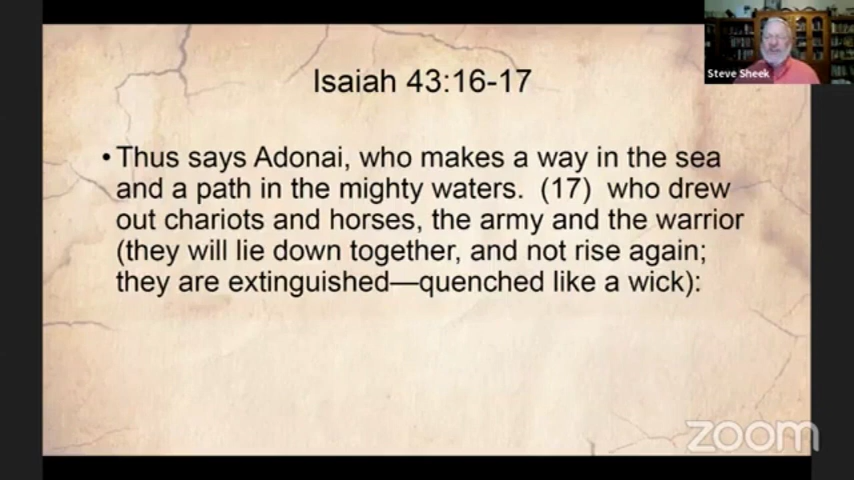 Isaiah 43:16-17
Steve Sheek
• Thus says Adonai, who makes a way in the sea
and a path in the mighty waters.  (17)  who drew
out chariots and horses, the army and the warrior
(they will lie down together, and not rise again;
they are extinguished—quenched like a wick):
zoom